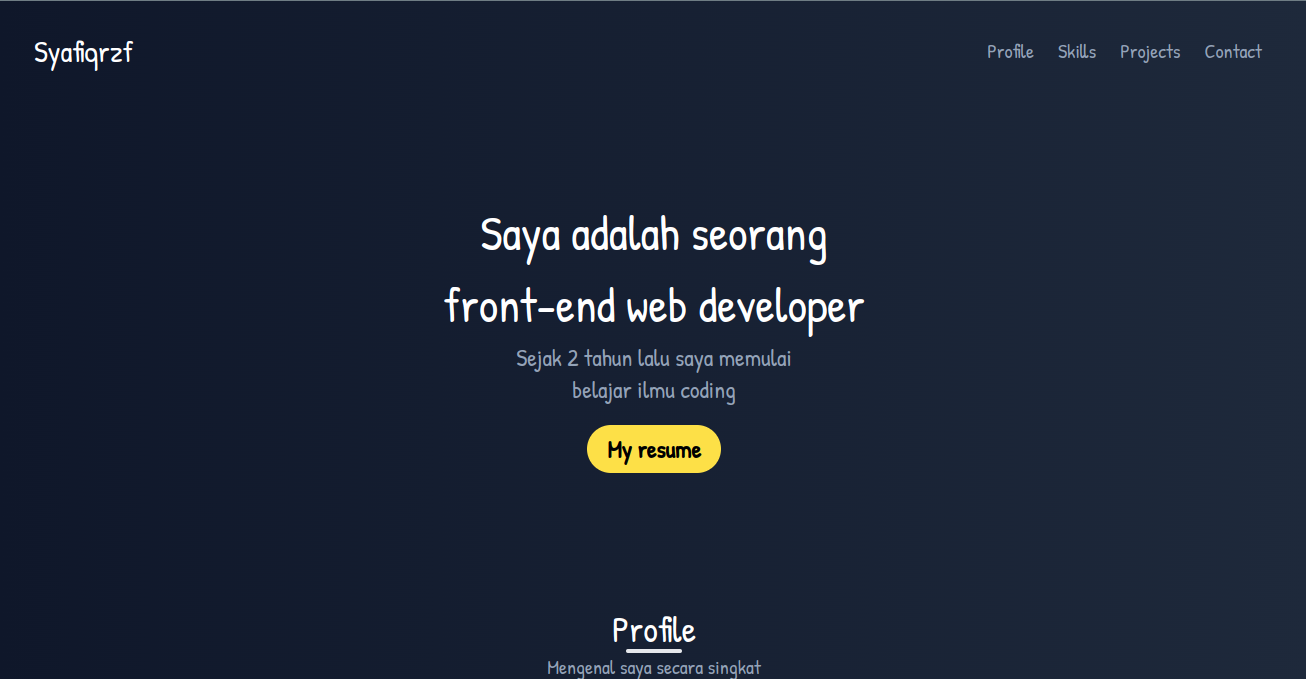 Syafiqrzf
Profile Skills Projects Contact
Saya adalah seorang
front-end web developer
Sejak 2 tahun lalu saya memulai
belajar ilmu coding
My resume
Profile
Mengenal saya secara singkat